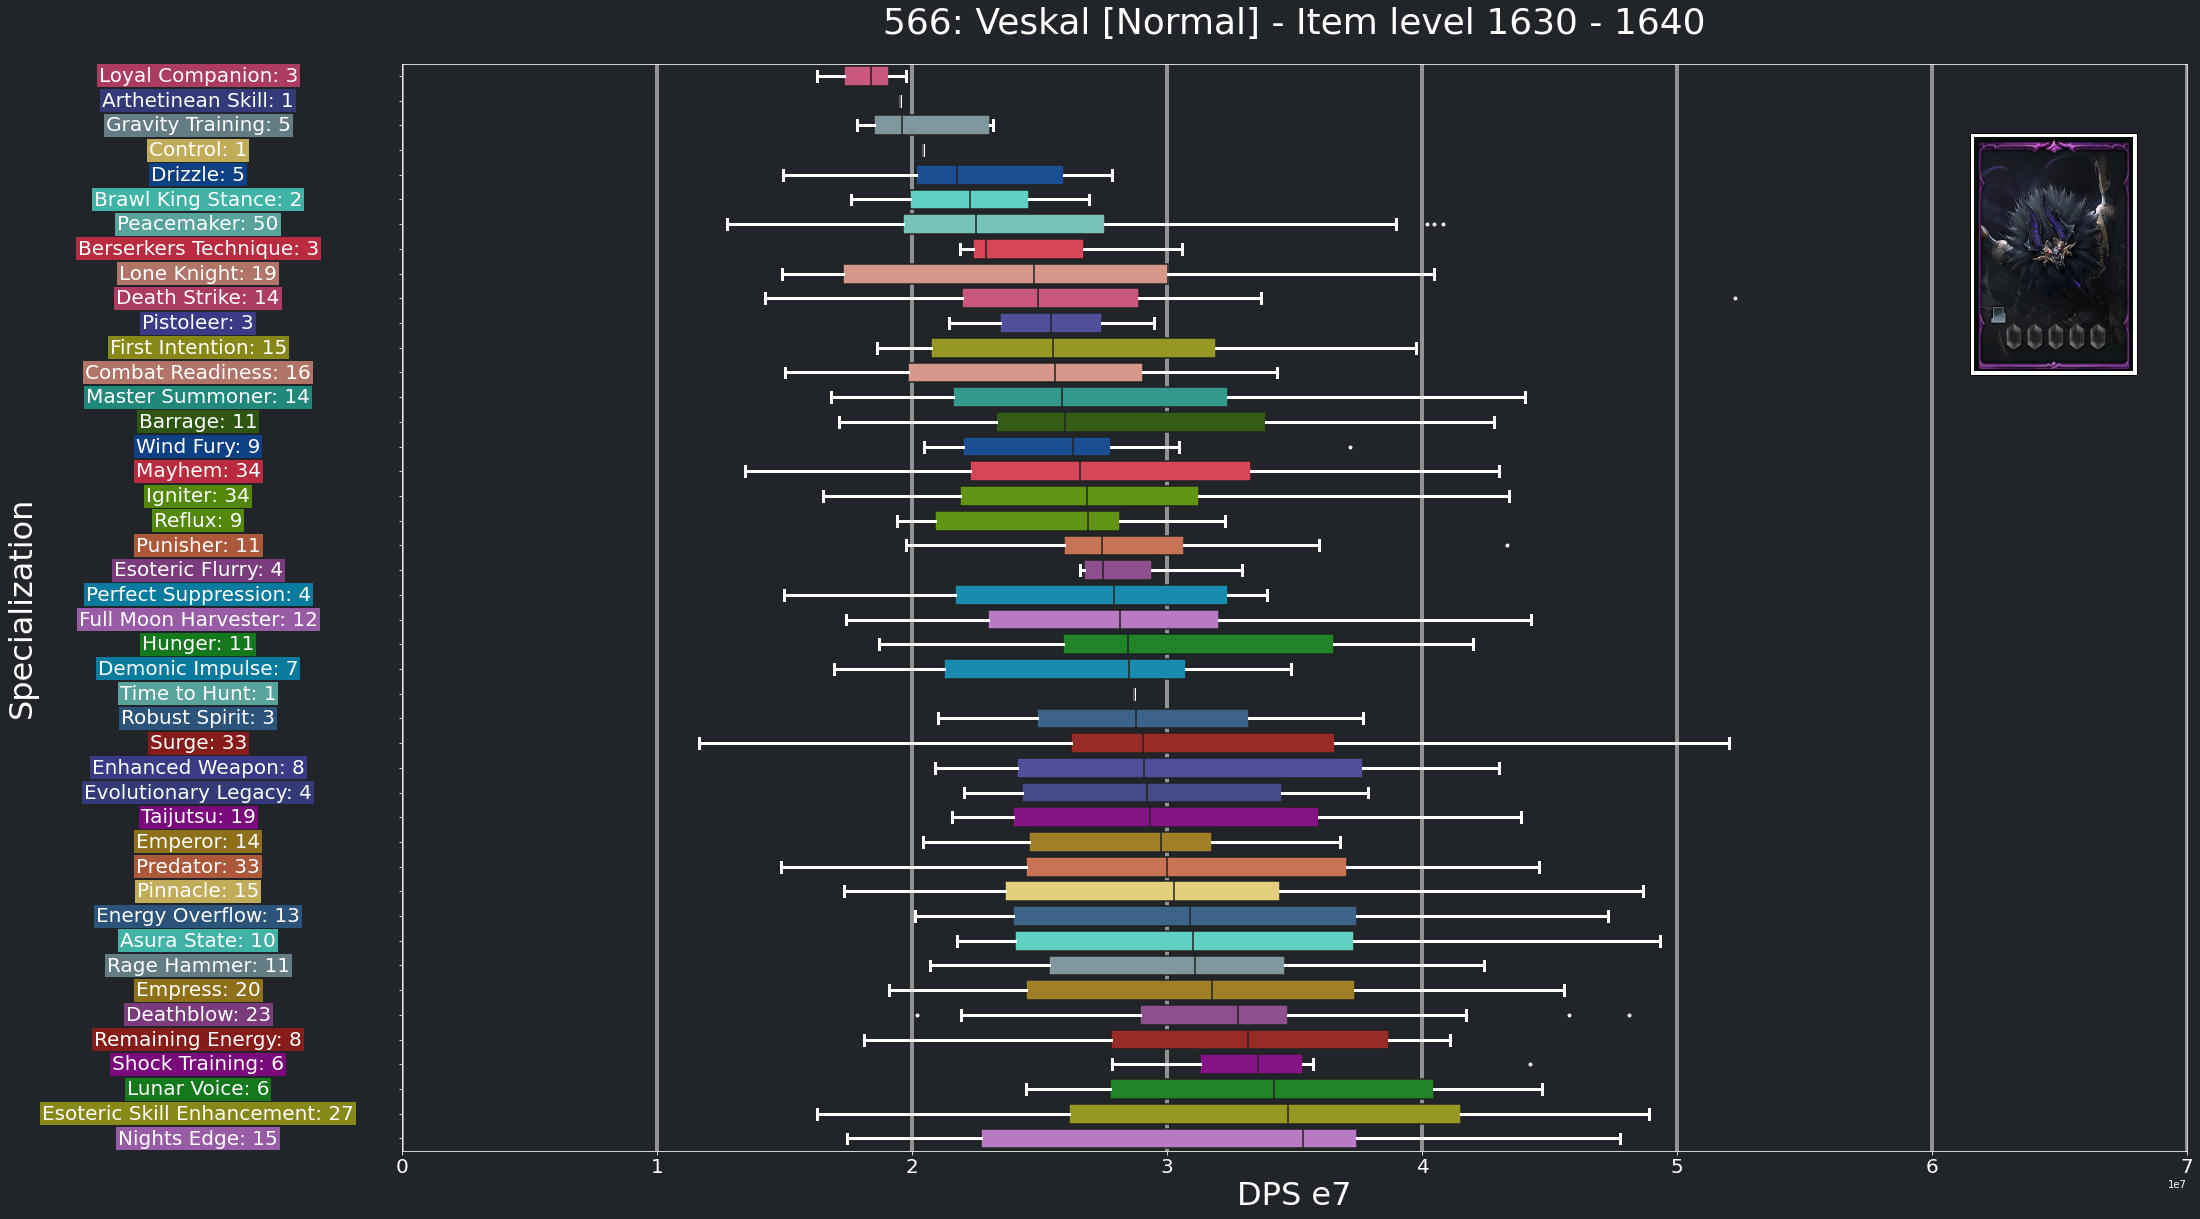 566: Veskal [Normal] - Item level 1630 - 1640
Specialization
Loyal Companion: 3
Arthetinean Skill: 1
Gravity Training: 5
Control: 1
Drizzle: 5
Brawl King Stance: 2
Peacemaker: 50
Berserkers Technique: 3
Lone Knight: 19
Death Strike: 14
Pistoleer: 3
First Intention: 15
Combat Readiness: 16
Master Summoner: 14
Barrage: 11
Wind Fury: 9
Mayhem: 34
Igniter: 34
Reflux: 9
Punisher: 11
Esoteric Flurry: 4
Perfect Suppression: 4
Full Moon Harvester: 12
Hunger: 11
Demonic Impulse: 7
Time to Hunt: 1
Robust Spirit: 3
Surge: 33
Enhanced Weapon: 8
Evolutionary Legacy: 4
Taijutsu: 19
Emperor: 14
Predator: 33
Pinnacle: 15
Energy Overflow: 13
Asura State: 10
Rage Hammer: 11
Empress: 20
Deathblow: 23
Remaining Energy: 8
Shock Training: 6
Lunar Voice: 6
Esoteric Skill Enhancement: 27
Nights Edge: 15
0 1 2 3 4 5 6 7
1e7
DPS e7